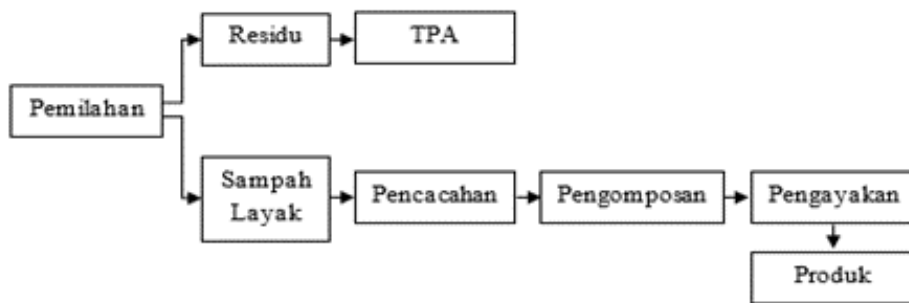 Residu
TPA
Pemilahan
Sampah
Layak
Pencacahan
Pengomposan
Pengayakan
Produk